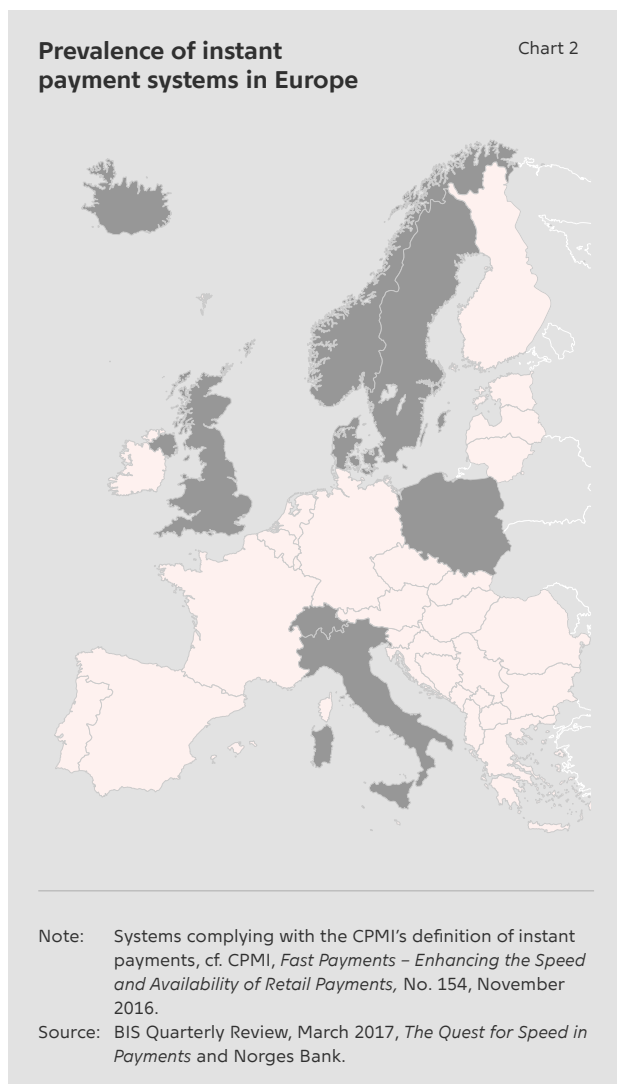 Prevalence of instant
payment systems in Europe
Chart 2
Note: Systems complying with the CPMI's definition of instant
payments, cf. CPMI, Fast Payments – Enhancing the Speed
and Availability of Retail Payments, No. 154, November
2016.
Source: BIS Quarterly Review, March 2017, The Quest for Speed in
Payments and Norges Bank.